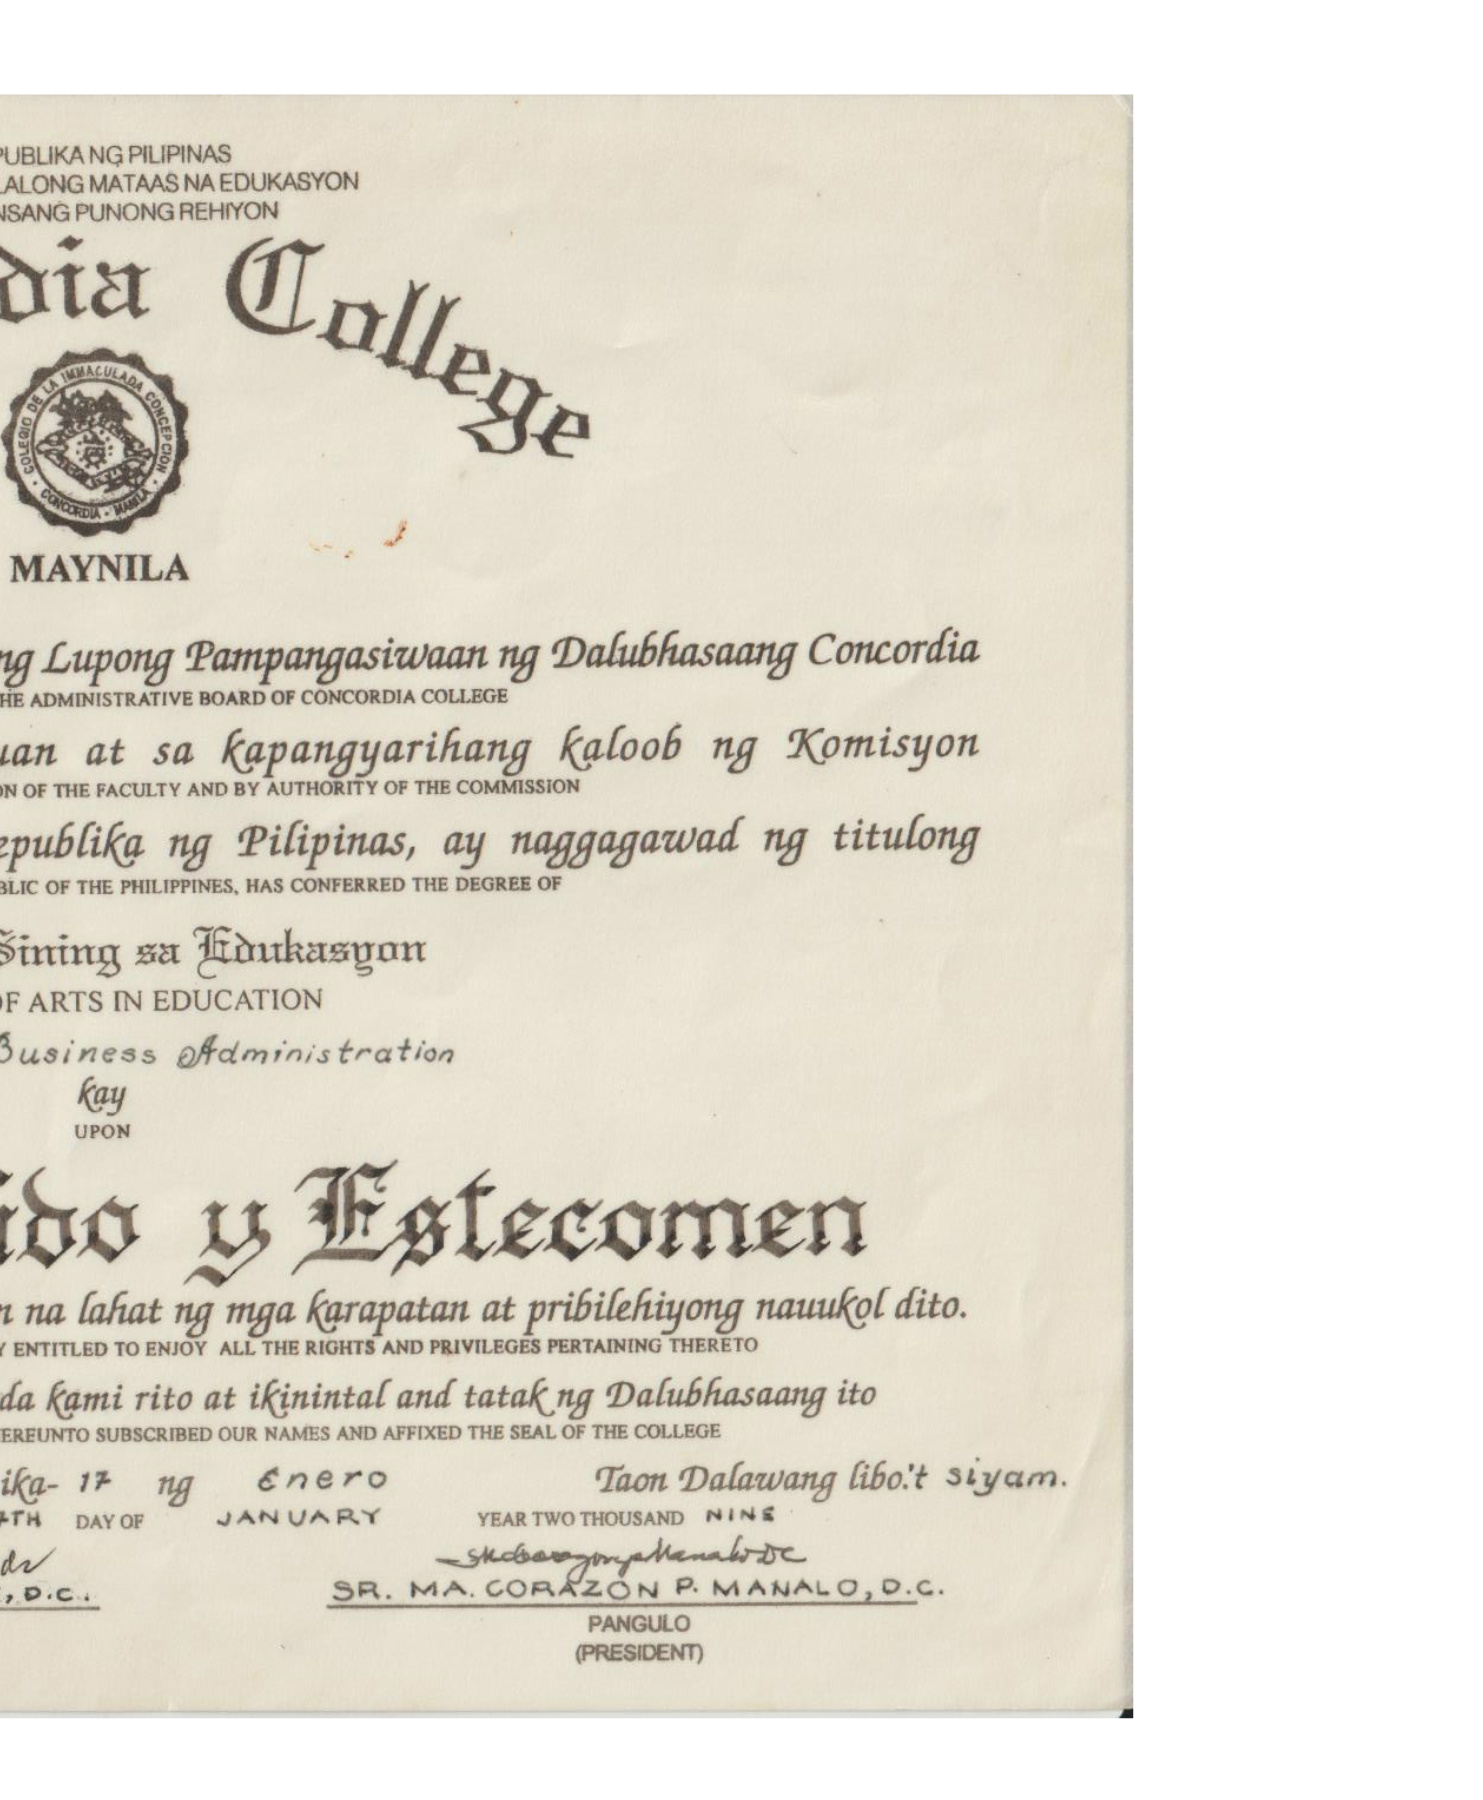 PUBLIKA NG PILIPINAS
LALONG MATAAS NA EDUKASYON
NSANG PUNONG REHIYON
dia College
COLEGIO DE LA IMMACULADA CONCEPCION
CONCORDIA - MANILA
MAYNILA
ng Lupong Pampangasiwaan ng Dalubhasaang Concordia
HE ADMINISTRATIVE BOARD OF CONCORDIA COLLEGE
uan at sa kapangyarihang kaloob ng Komisyon
ON OF THE FACULTY AND BY AUTHORITY OF THE COMMISSION
epublika ng Pilipinas, ay naggagawad ng titulong
BLIC OF THE PHILIPPINES, HAS CONFERRED THE DEGREE OF
Sining sa Edukasyon
OF ARTS IN EDUCATION
Business Administration
kay
UPON
ido y Estecomen
n na lahat ng mga karapatan at pribilehiyong nauukol dito.
Y ENTITLED TO ENJOY ALL THE RIGHTS AND PRIVILEGES PERTAINING THERETO
da kami rito at ikinintal and tatak ng Dalubhasaang ito
EREUNTO SUBSCRIBED OUR NAMES AND AFFIXED THE SEAL OF THE COLLEGE
ika- 17 ng Enero Taon Dalawang libo't siyam.
7TH DAY OF JANUARY YEAR TWO THOUSAND NINE
, D.C. SR. MA. CORAZON P. MANALO, D.C.
PANGULO
(PRESIDENT)